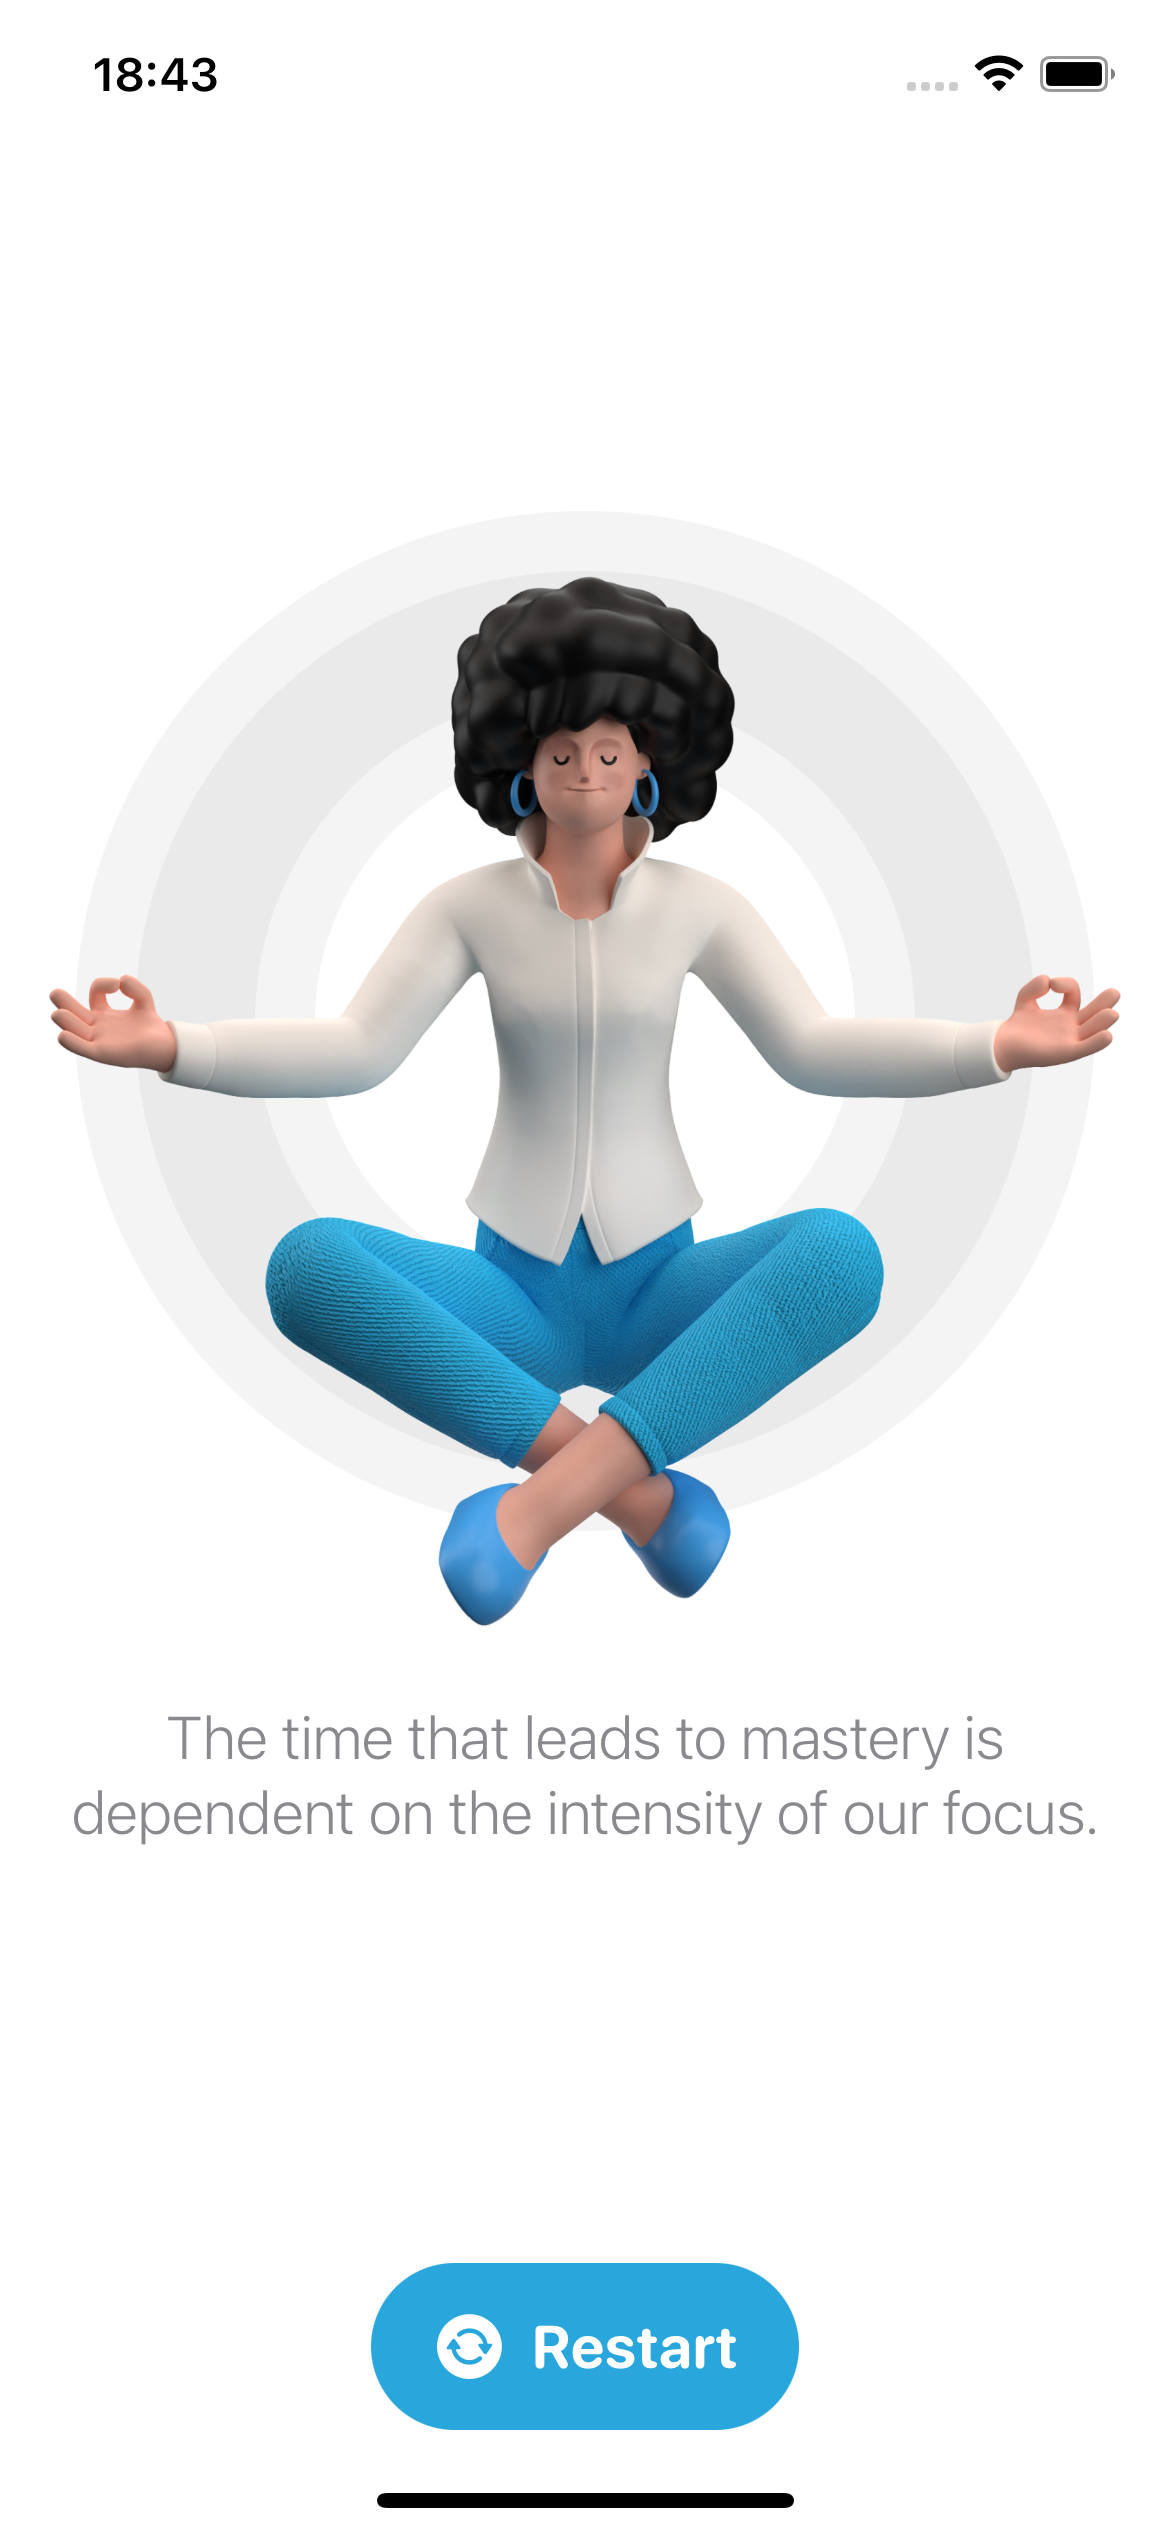 18:43
The time that leads to mastery is
dependent on the intensity of our focus.
Restart